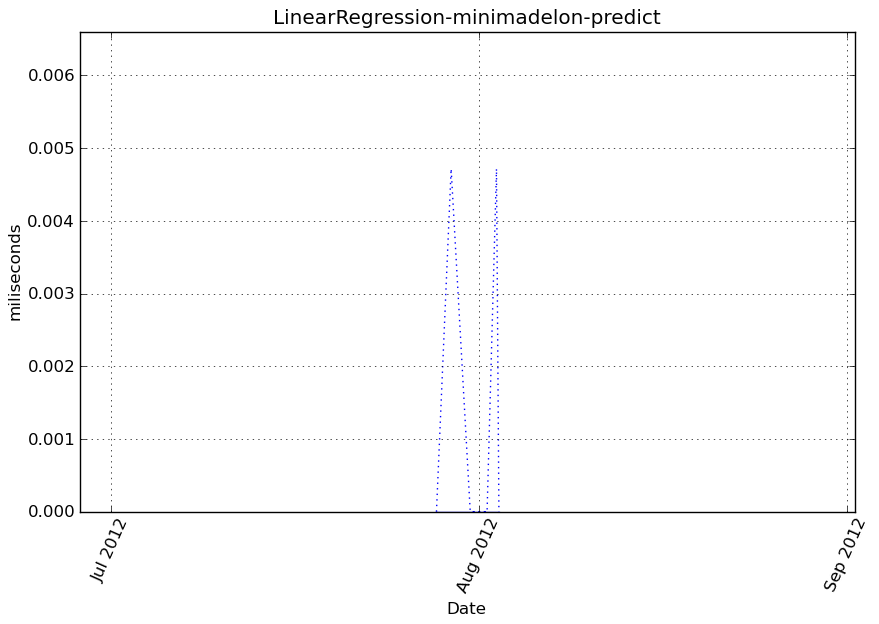 LinearRegression-minimadelon-predict
0.006
0.005
0.004
0.003
0.002
0.001
0.000
miliseconds
Jul 2012
Aug 2012
Sep 2012
Date